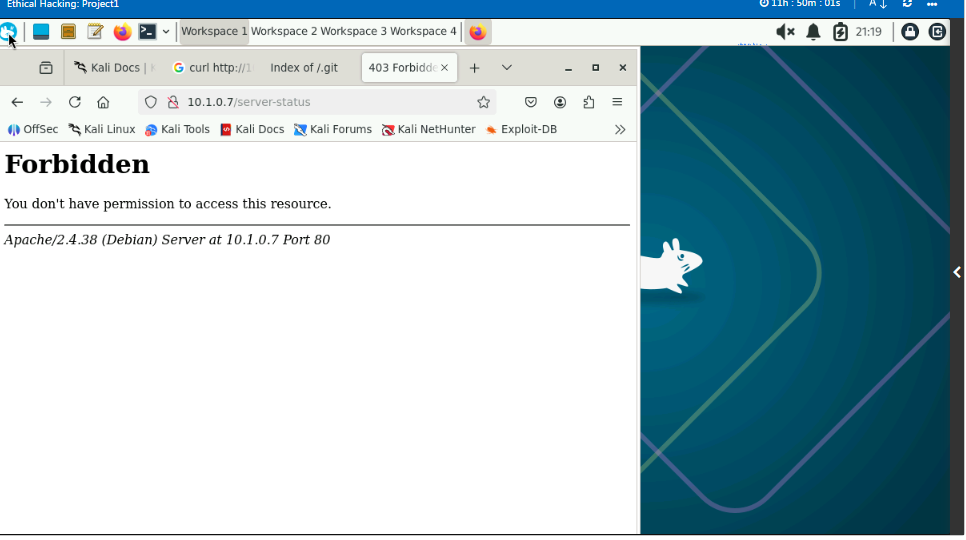 Ethical Hacking: Project1
11h : 50m : 01s
A
Workspace 1 Workspace 2 Workspace 3 Workspace 4
21:19
Kali Docs |
curl http://1
Index of /.git
403 Forbidde
10.1.0.7/server-status
OffSec
Kali Linux
Kali Tools
Kali Docs
Kali Forums
Kali NetHunter
Exploit-DB
Forbidden
You don't have permission to access this resource.
Apache/2.4.38 (Debian) Server at 10.1.0.7 Port 80